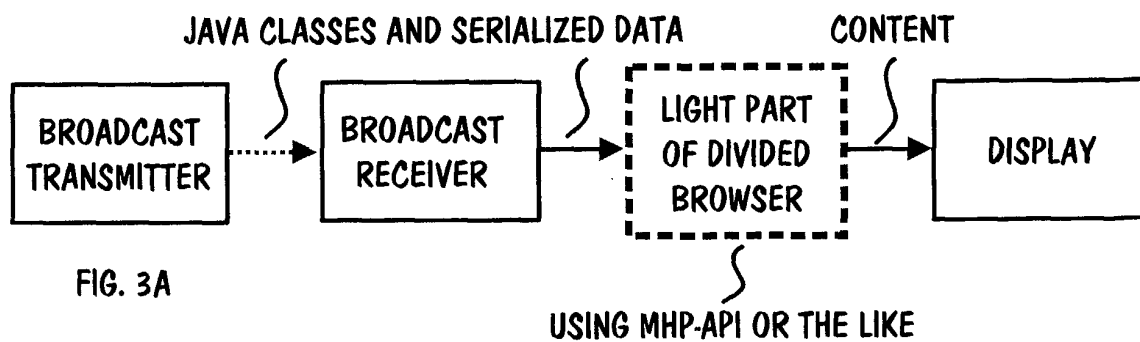 JAVA CLASSES AND SERIALIZED DATA
CONTENT
BROADCAST
TRANSMITTER
BROADCAST
RECEIVER
LIGHT PART
OF DIVIDED
BROWSER
DISPLAY
FIG. 3A
USING MHP-API OR THE LIKE